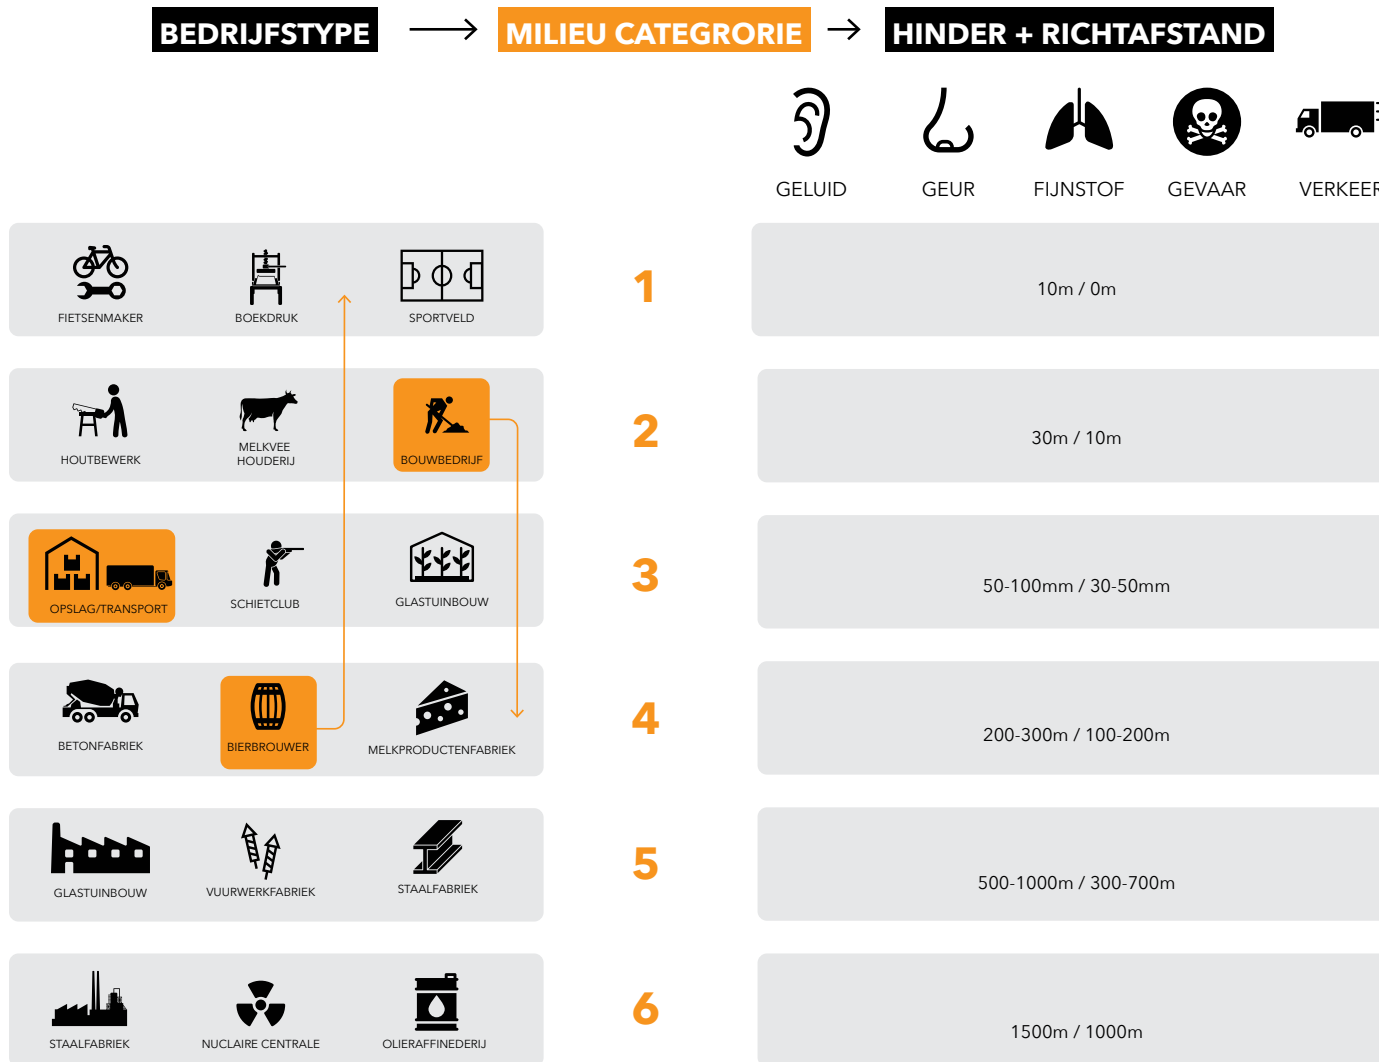 BEDRIJFSTYPE
MILIEU CATEGRORIE
HINDER + RICHTAFSTAND
GELUID
GEUR
FIJNSTOF
GEVAAR
VERKEER
FIETSENMAKER
BOEKDRUK
SPORTVELD
1
10m / 0m
HOUTBEWERK
MELKVEE
HOUDERIJ
BOUWBEDRIJF
2
30m / 10m
OPSLAG/TRANSPORT
SCHIETCLUB
GLASTUINBOUW
3
50-100mm / 30-50mm
BETONFABRIEK
BIERBROUWER
MELKPRODUCTENFABRIEK
4
200-300m / 100-200m
GLASTUINBOUW
VUURWERKFABRIEK
STAALFABRIEK
5
500-1000m / 300-700m
STAALFABRIEK
NUCLAIRE CENTRALE
OLIERAFFINEDERIJ
6
1500m / 1000m